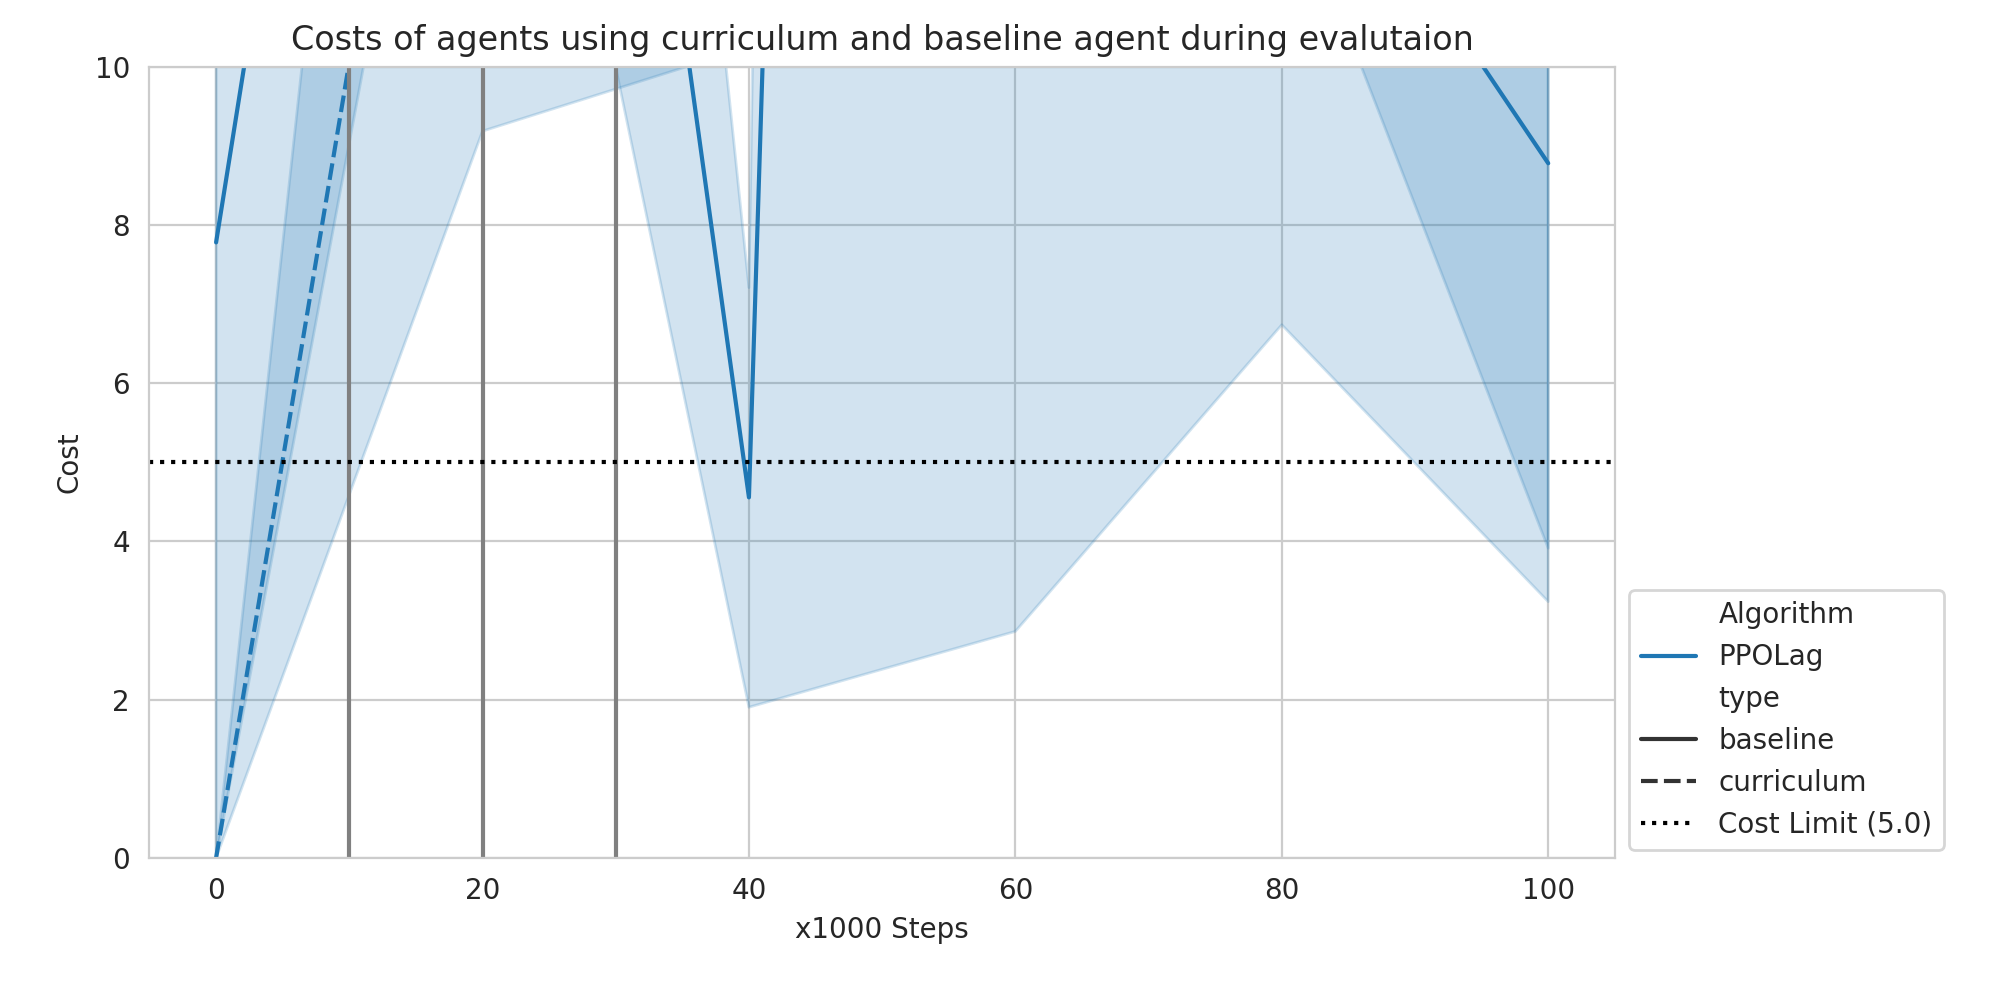 Costs of agents using curriculum and baseline agent during evalutaion
10
8
6
4
2
0
Cost
0 20 40 60 80 100
x1000 Steps
Algorithm
PPOLag
type
baseline
curriculum
Cost Limit (5.0)